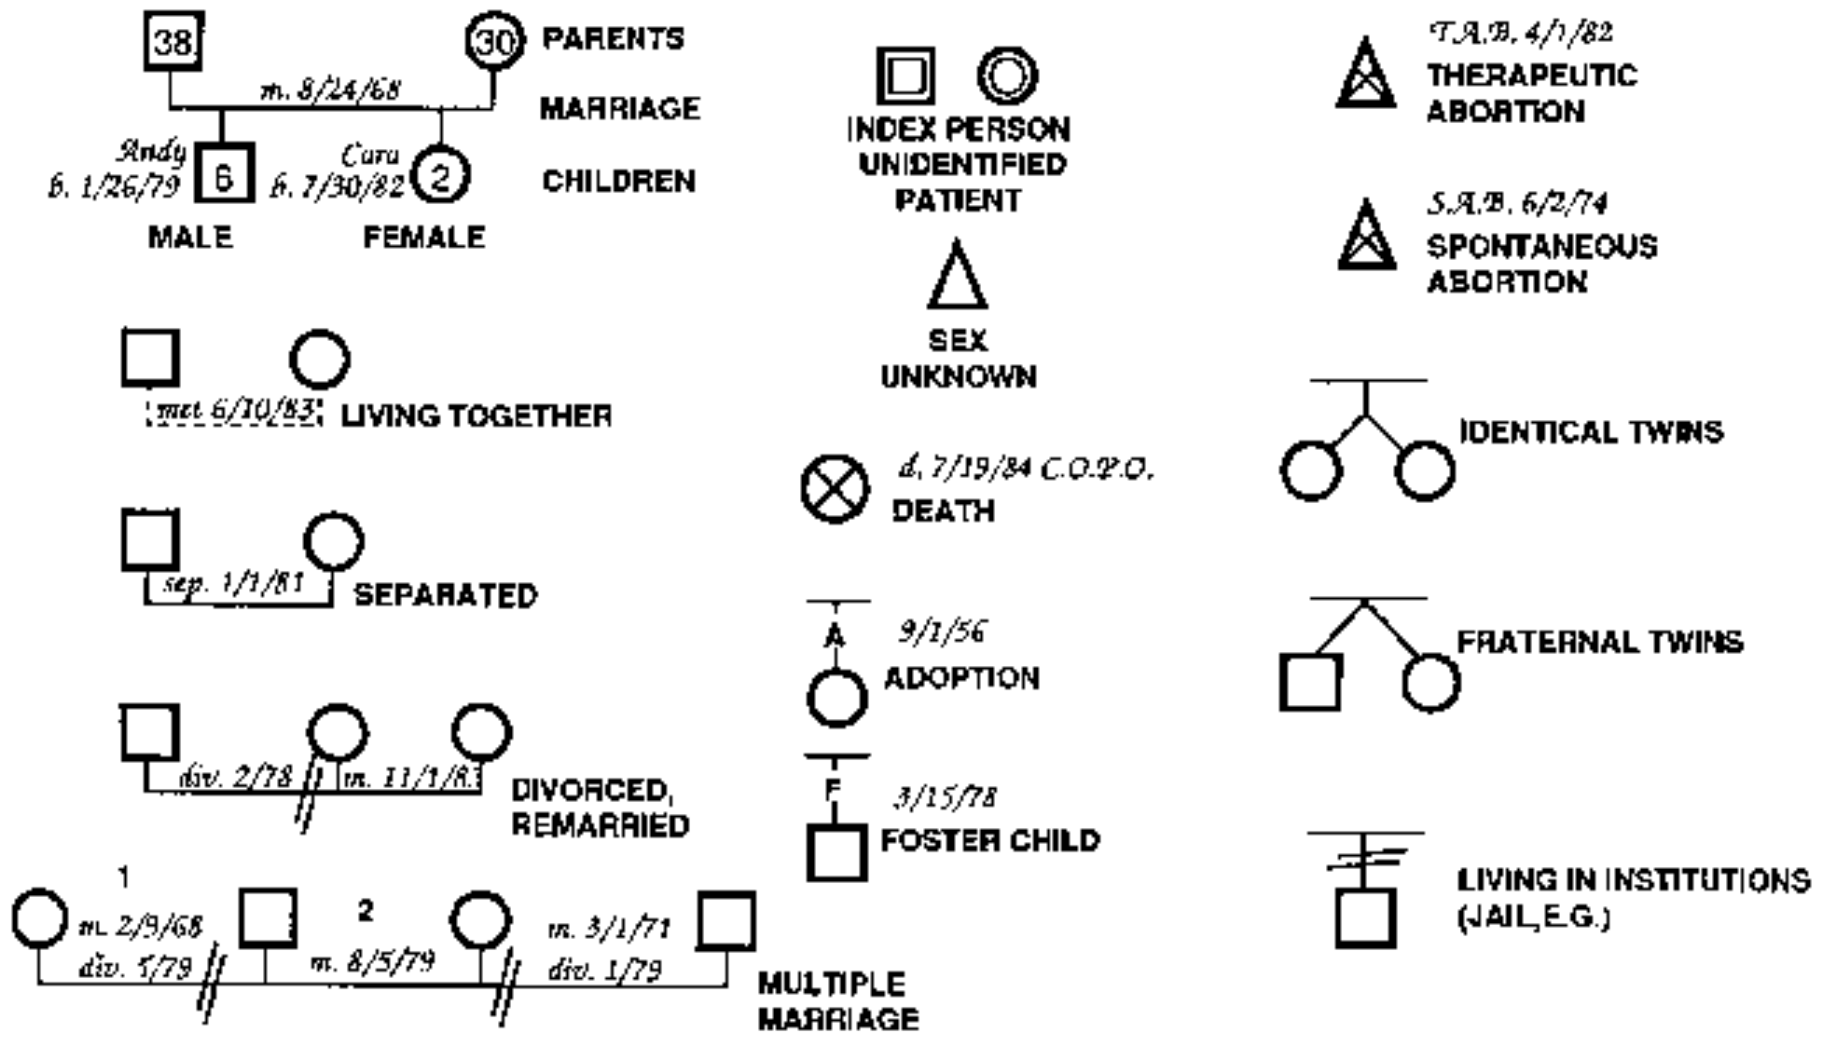 38 30 PARENTS
m. 8/24/68
MARRIAGE
Andy
b. 1/26/79 6
Cara
b. 7/30/82 2
CHILDREN
MALE FEMALE
met 6/10/83 LIVING TOGETHER
sep. 1/1/81
SEPARATED
div. 2/78 m. 11/1/83
DIVORCED,
REMARRIED
1
2
m. 2/9/68
div. 5/79
m. 8/5/79
m. 3/1/71
div. 1/79
MULTIPLE
MARRIAGE
INDEX PERSON
UNIDENTIFIED
PATIENT
SEX
UNKNOWN
d. 7/19/84 C.O.P.O.
DEATH
A
9/1/56
ADOPTION
F
3/15/78
FOSTER CHILD
T.A.B. 4/1/82
THERAPEUTIC
ABORTION
S.A.B. 6/2/74
SPONTANEOUS
ABORTION
IDENTICAL TWINS
FRATERNAL TWINS
LIVING IN INSTITUTIONS
(JAIL, E.G.)